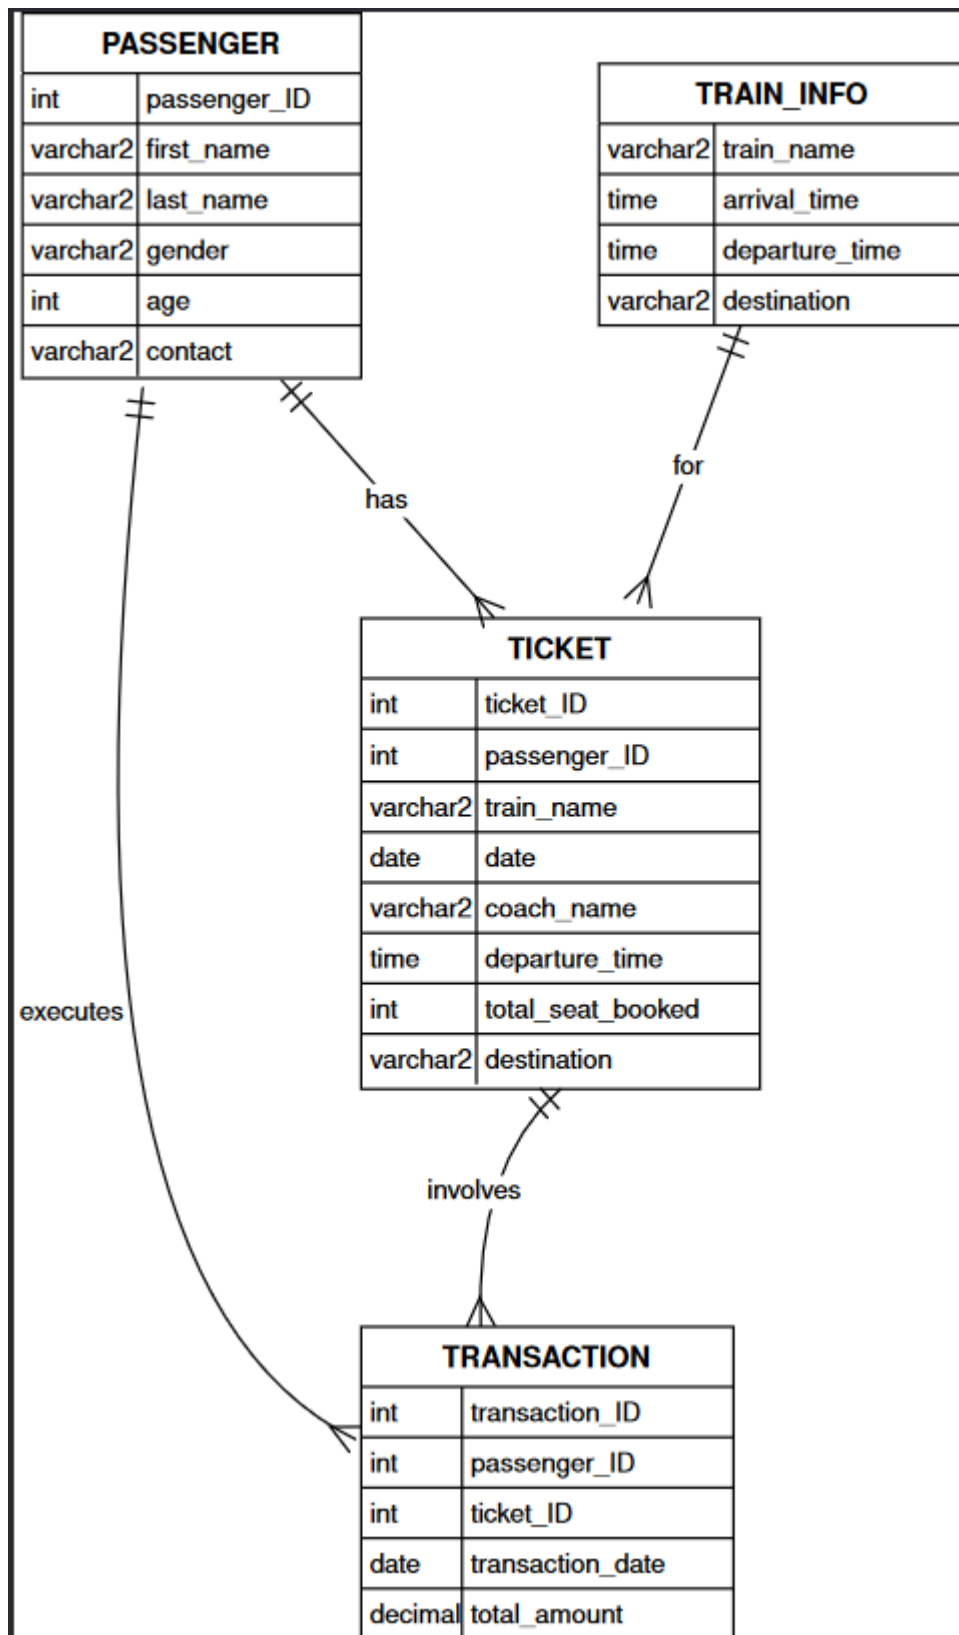 PASSENGER
int passenger_ID
varchar2 first_name
varchar2 last_name
varchar2 gender
int age
varchar2 contact
TRAIN_INFO
varchar2 train_name
time arrival_time
time departure_time
varchar2 destination
has
for
TICKET
int ticket_ID
int passenger_ID
varchar2 train_name
date date
varchar2 coach_name
time departure_time
int total_seat_booked
varchar2 destination
executes
involves
TRANSACTION
int transaction_ID
int passenger_ID
int ticket_ID
date transaction_date
decimal total_amount